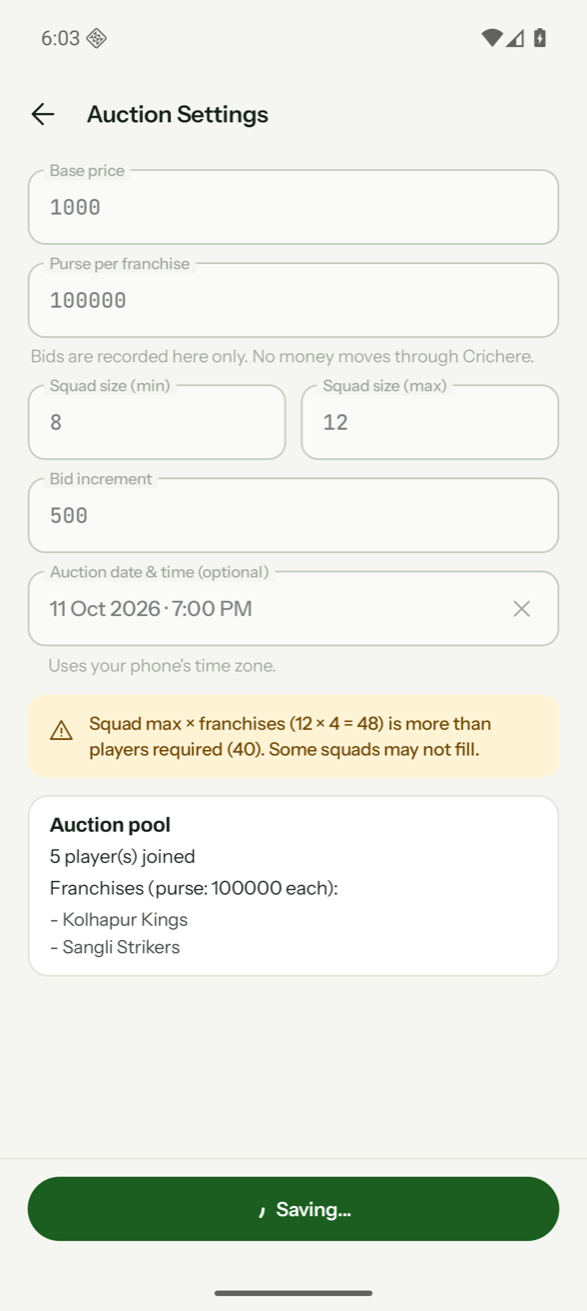 6:03
Auction Settings
Base price
1000
Purse per franchise
100000
Bids are recorded here only. No money moves through Crichere.
Squad size (min)
8
Squad size (max)
12
Bid increment
500
Auction date & time (optional)
11 Oct 2026 · 7:00 PM
Uses your phone's time zone.
Squad max × franchises (12 × 4 = 48) is more than
players required (40). Some squads may not fill.
Auction pool
5 player(s) joined
Franchises (purse: 100000 each):
- Kolhapur Kings
- Sangli Strikers
Saving...